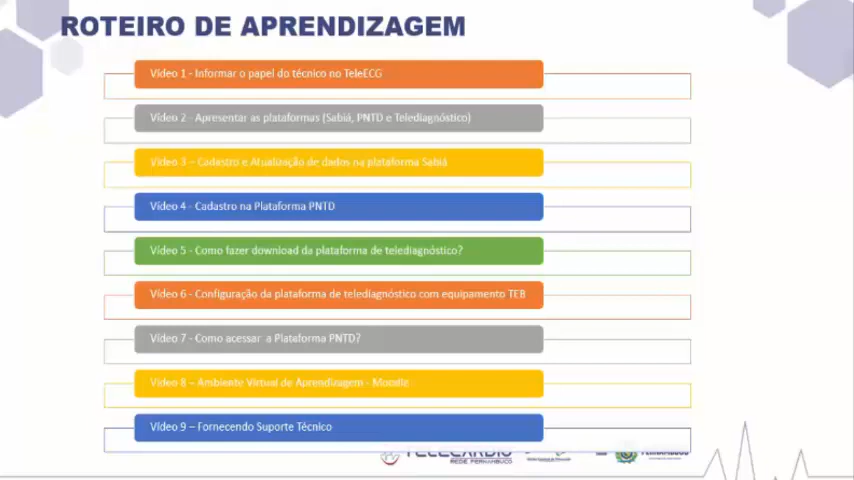 ROTEIRO DE APRENDIZAGEM
Vídeo 1 - Informar o papel do técnico no TeleECG
Vídeo 2 - Apresentar as plataformas (Sabiá, PNTD e Telediagnóstico)
Vídeo 3 – Cadastro e Atualização de dados na plataforma Sabiá
Vídeo 4 - Cadastro na Plataforma PNTD
Vídeo 5 - Como fazer download da plataforma de telediagnóstico?
Vídeo 6 - Configuração da plataforma de telediagnóstico com equipamento TEB
Vídeo 7 - Como acessar a Plataforma PNTD?
Vídeo 8 – Ambiente Virtual de Aprendizagem - Moodle
Vídeo 9 – Fornecendo Suporte Técnico
TELECARDIO
REDE PERNAMBUCO
PERNAMBUCO